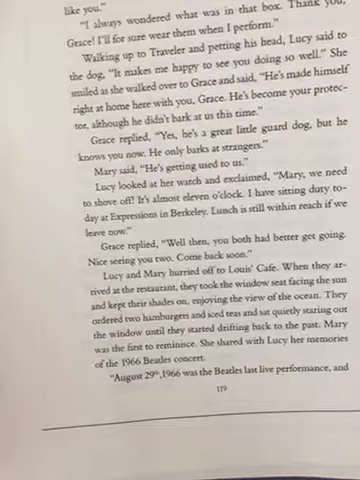 like you."
"I always wondered what was in that box. Thank you,
Grace! I'll for sure wear them when I perform."
Walking up to Traveler and petting his head, Lucy said to
the dog, "It makes me happy to see you doing so well." She
smiled as she walked over to Grace and said, "He's made himself
right at home here with you, Grace. He's become your protec-
tor, although he didn't bark at us this time."
Grace replied, "Yes, he's a great little guard dog, but he
knows you now. He only barks at strangers."
Mary said, "He's getting used to us."
Lucy looked at her watch and exclaimed, "Mary, we need
to shove off! It's almost eleven o'clock. I have sitting duty to-
day at Expressions in Berkeley. Lunch is still within reach if we
leave now."
Grace replied, "Well then, you both had better get going.
Nice seeing you two. Come back soon."
Lucy and Mary hurried off to Louis' Cafe. When they ar-
rived at the restaurant, they took the window seat facing the sun
and kept their shades on, enjoying the view of the ocean. They
ordered two hamburgers and iced teas and sat quietly staring out
the window until they started drifting back to the past. Mary
was the first to reminisce. She shared with Lucy her memories
of the 1966 Beatles concert.
"August 29th,1966 was the Beatles last live performance, and
119